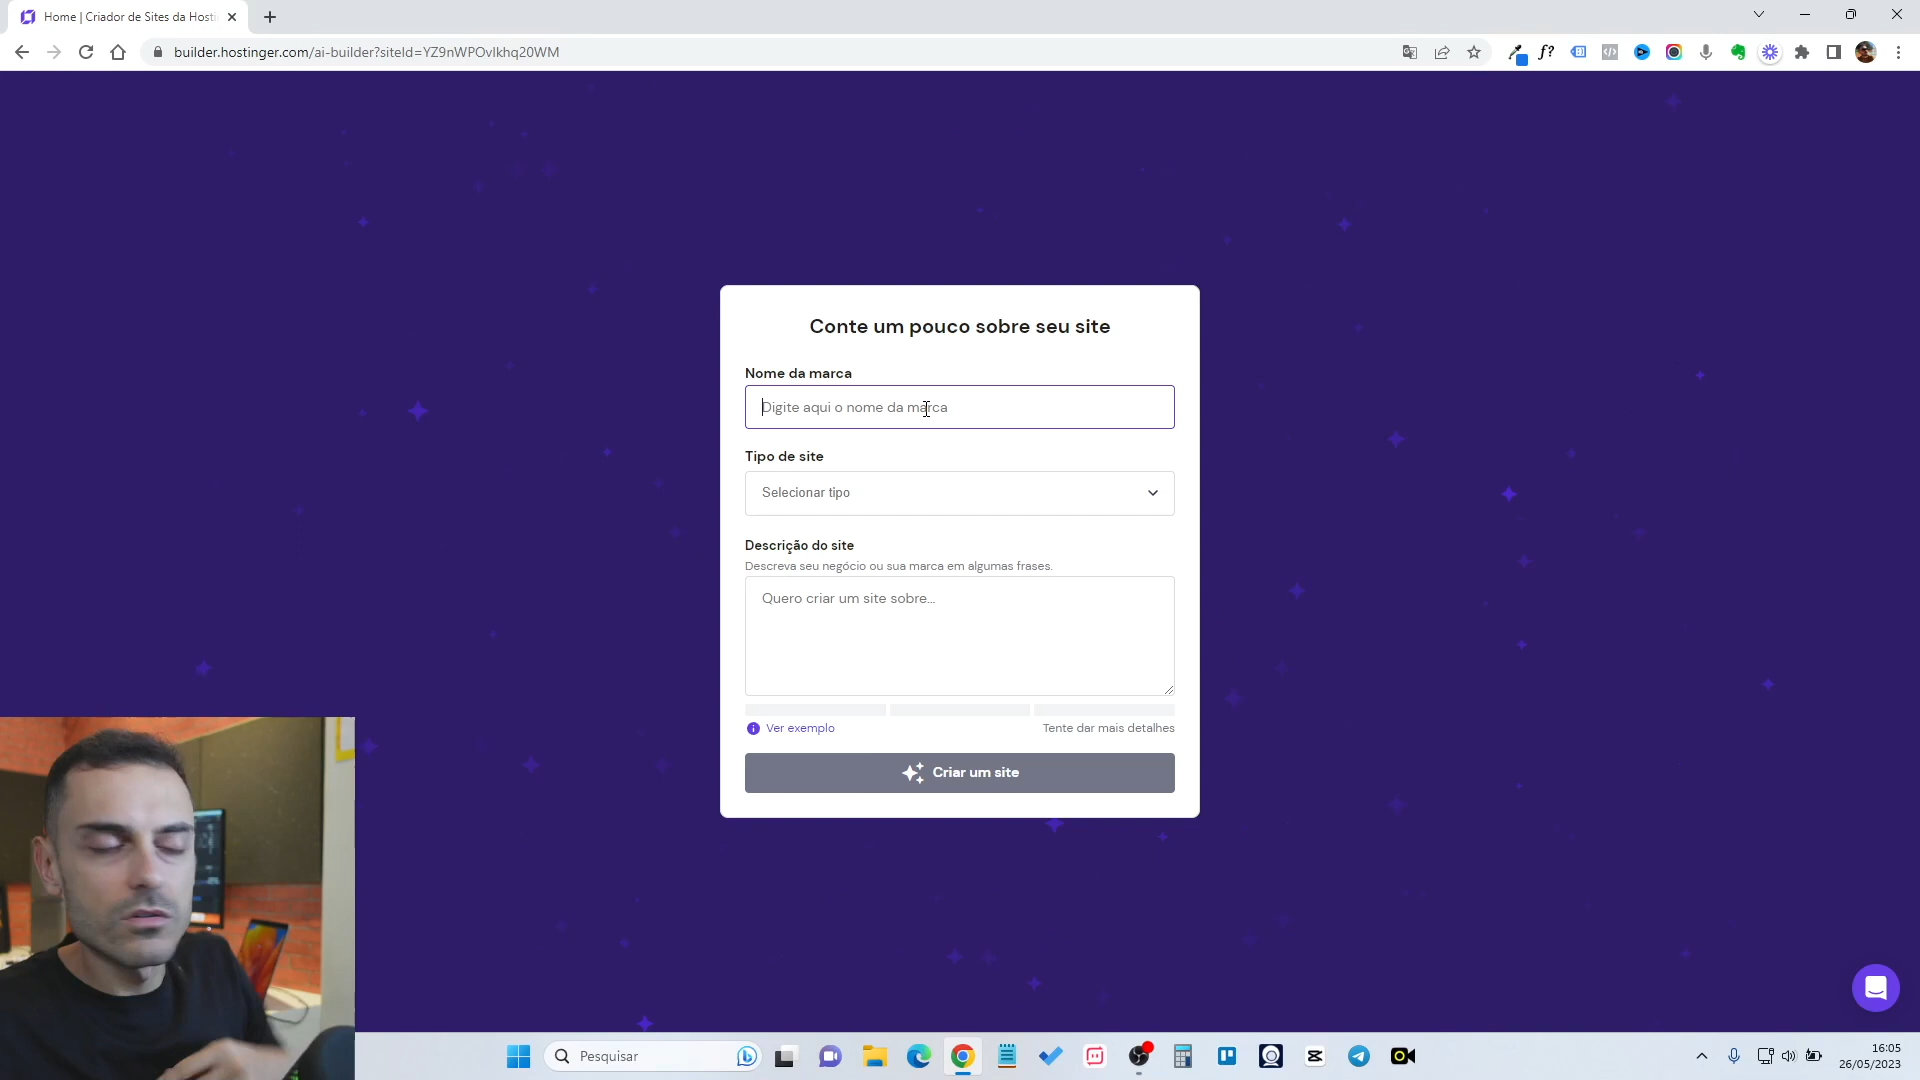 Home | Criador de Sites da Hosti
builder.hostinger.com/ai-builder?siteId=YZ9nWPOvlkhq20WM
f?
Conte um pouco sobre seu site
Nome da marca
Digite aqui o nome da marca
Tipo de site
Selecionar tipo
Descrição do site
Descreva seu negócio ou sua marca em algumas frases.
Quero criar um site sobre...
Ver exemplo
Tente dar mais detalhes
Criar um site
Pesquisar
16:05
26/05/2023